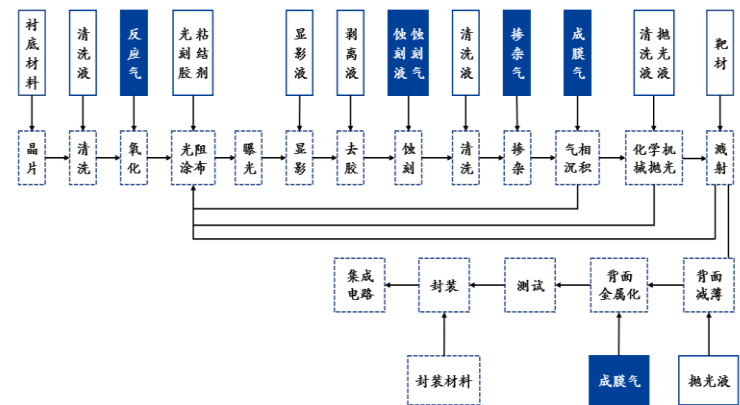 衬底材料
清洗液
反应气
光刻胶 粘结剂
显影液
剥离液
蚀刻液 蚀刻气
清洗液
掺杂气
成膜气
清洗液 抛光液
靶材
晶片
清洗
氧化
光阻涂布
曝光
显影
去胶
蚀刻
清洗
掺杂
气相沉积
化学机械抛光
溅射
集成电路
封装
测试
背面金属化
背面减薄
封装材料
成膜气
抛光液